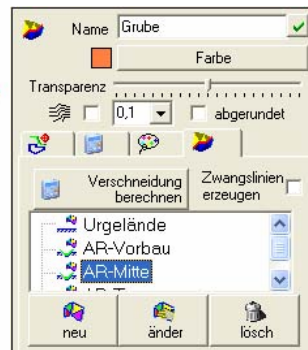 Name Grube
Farbe
Transparenz
0,1 abgerundet
Verschneidung berechnen
Zwangslinien erzeugen
Urgelände
AR-Vorbau
AR-Mitte
neu änder lösch